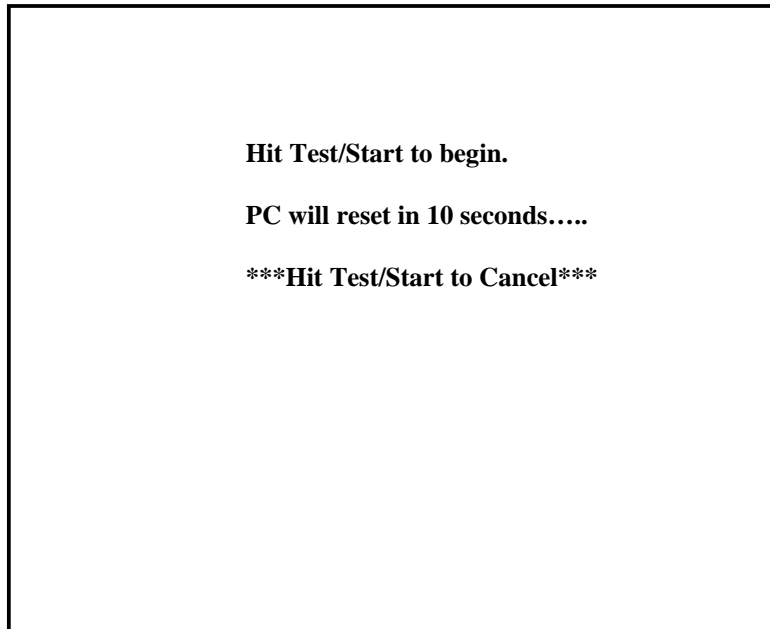 Hit Test/Start to begin.
PC will reset in 10 seconds…..
***Hit Test/Start to Cancel***